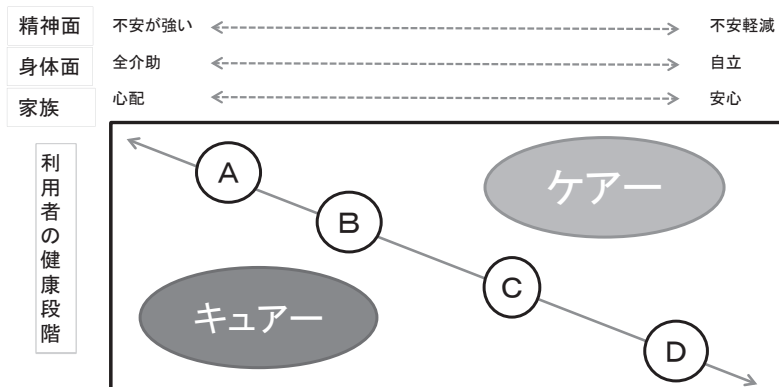 精神面 不安が強い 不安軽減
身体面 全介助 自立
家族 心配 安心
利用者の健康段階
A
B
C
D
ケアー
キュアー